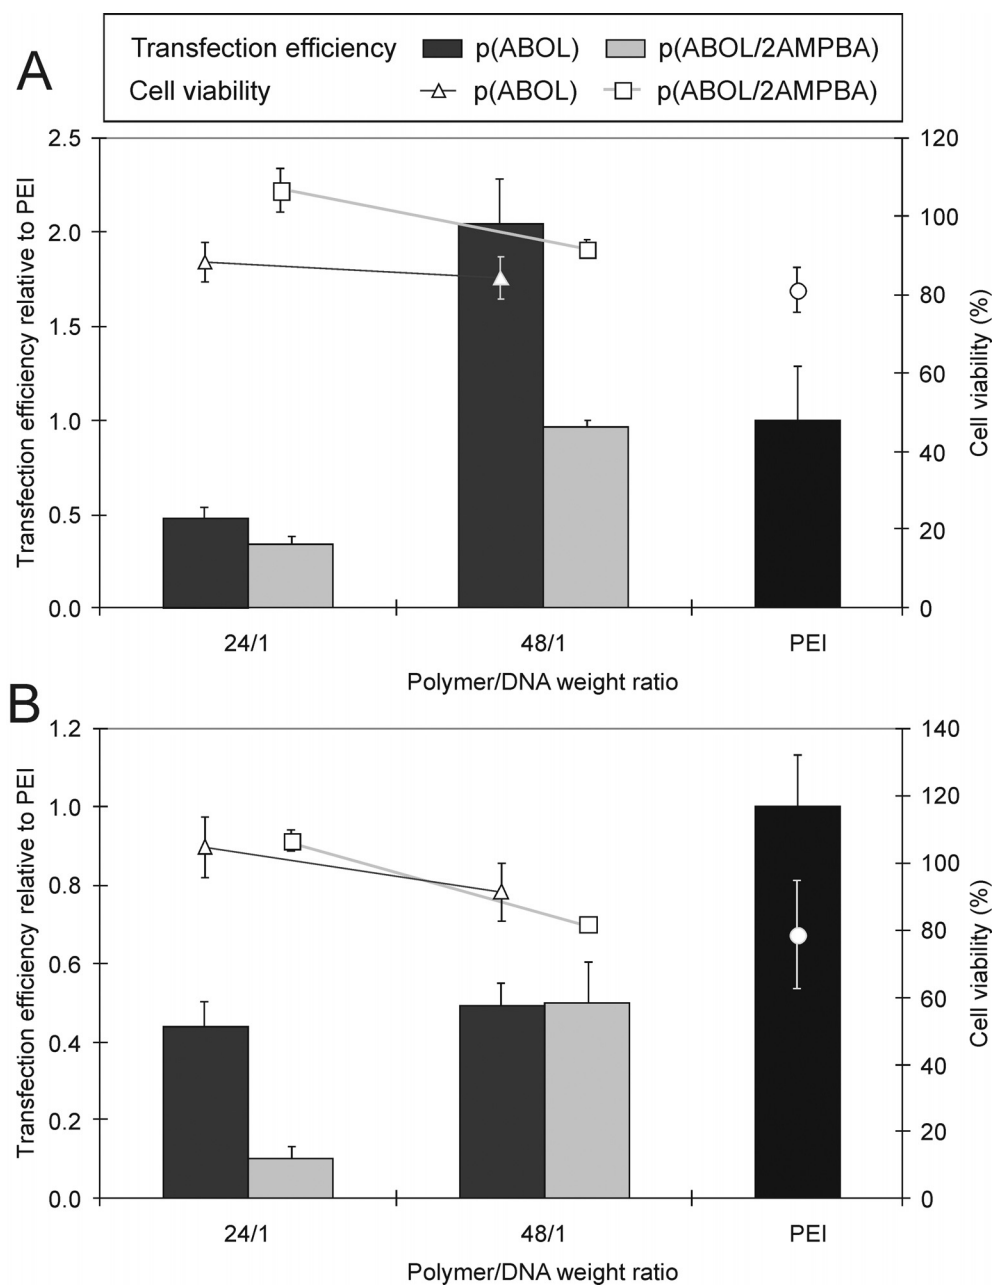 A
Transfection efficiency p(ABOL) p(ABOL/2AMPBA)
Cell viability p(ABOL) p(ABOL/2AMPBA)
Transfection efficiency relative to PEI
2.5
2.0
1.5
1.0
0.5
0.0
120
100
80
60
40
20
0
Cell viability (%)
24/1 48/1 PEI
Polymer/DNA weight ratio
B
Transfection efficiency relative to PEI
1.2
1.0
0.8
0.6
0.4
0.2
0.0
140
120
100
80
60
40
20
0
Cell viability (%)
24/1 48/1 PEI
Polymer/DNA weight ratio